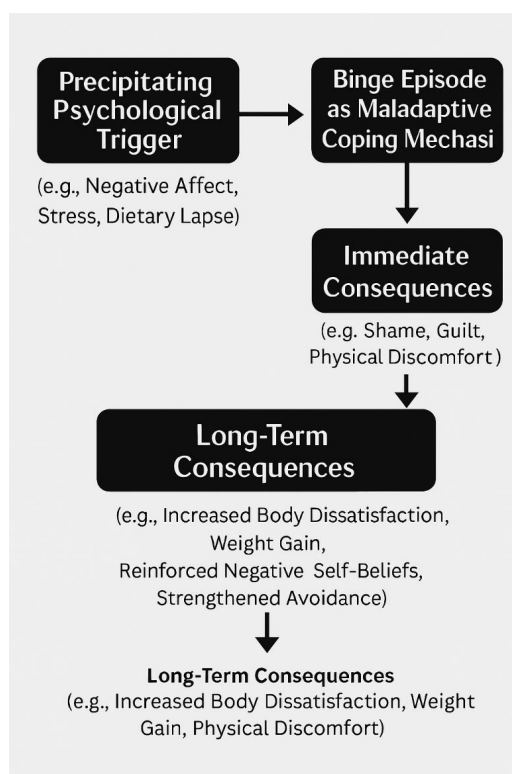 Precipitating
Psychological
Trigger
(e.g., Negative Affect,
Stress, Dietary Lapse)
Binge Episode
as Maladaptive
Coping Mechasi
Immediate
Consequences
(e.g. Shame, Guilt,
Physical Discomfort)
Long-Term
Consequences
(e.g., Increased Body Dissatisfaction,
Weight Gain,
Reinforced Negative Self-Beliefs,
Strengthened Avoidance)
Long-Term Consequences
(e.g., Increased Body Dissatisfaction, Weight
Gain, Physical Discomfort)